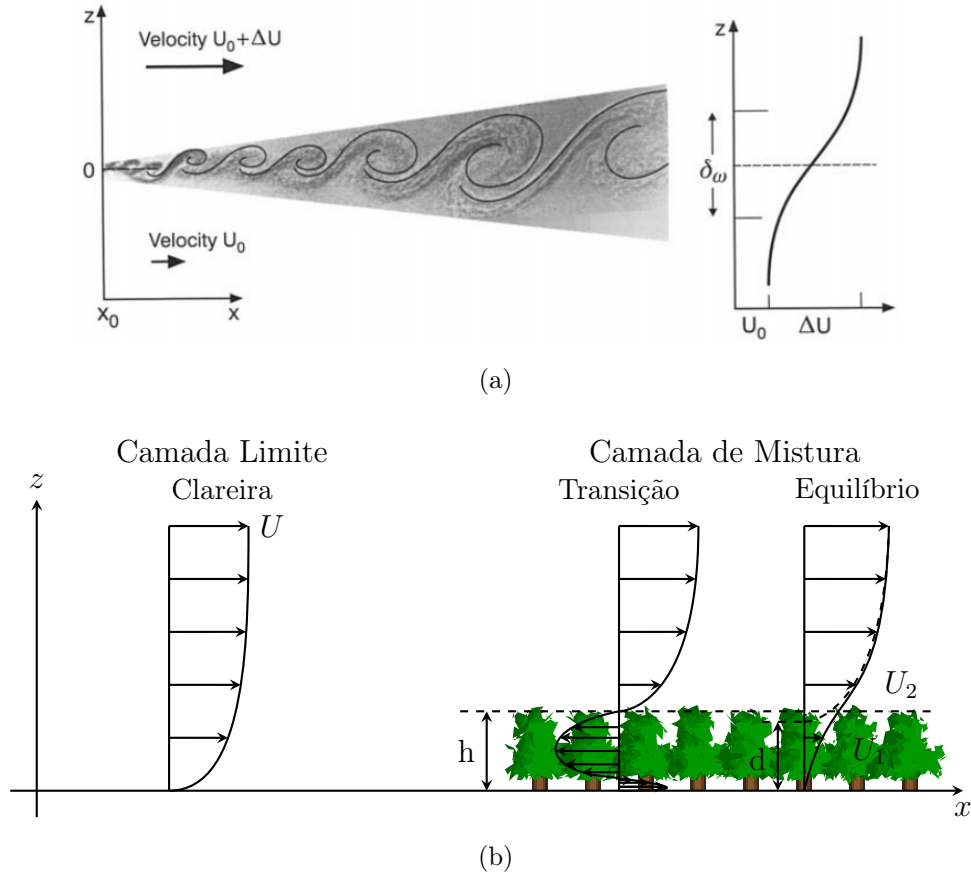 z
Velocity U₀+ΔU
0
Velocity U₀
x₀
x
z
δω
U₀
ΔU
(a)
Camada Limite
Camada de Mistura
Clareira
Transição
Equilíbrio
z
U
U₂
h
d
U₁
x
(b)